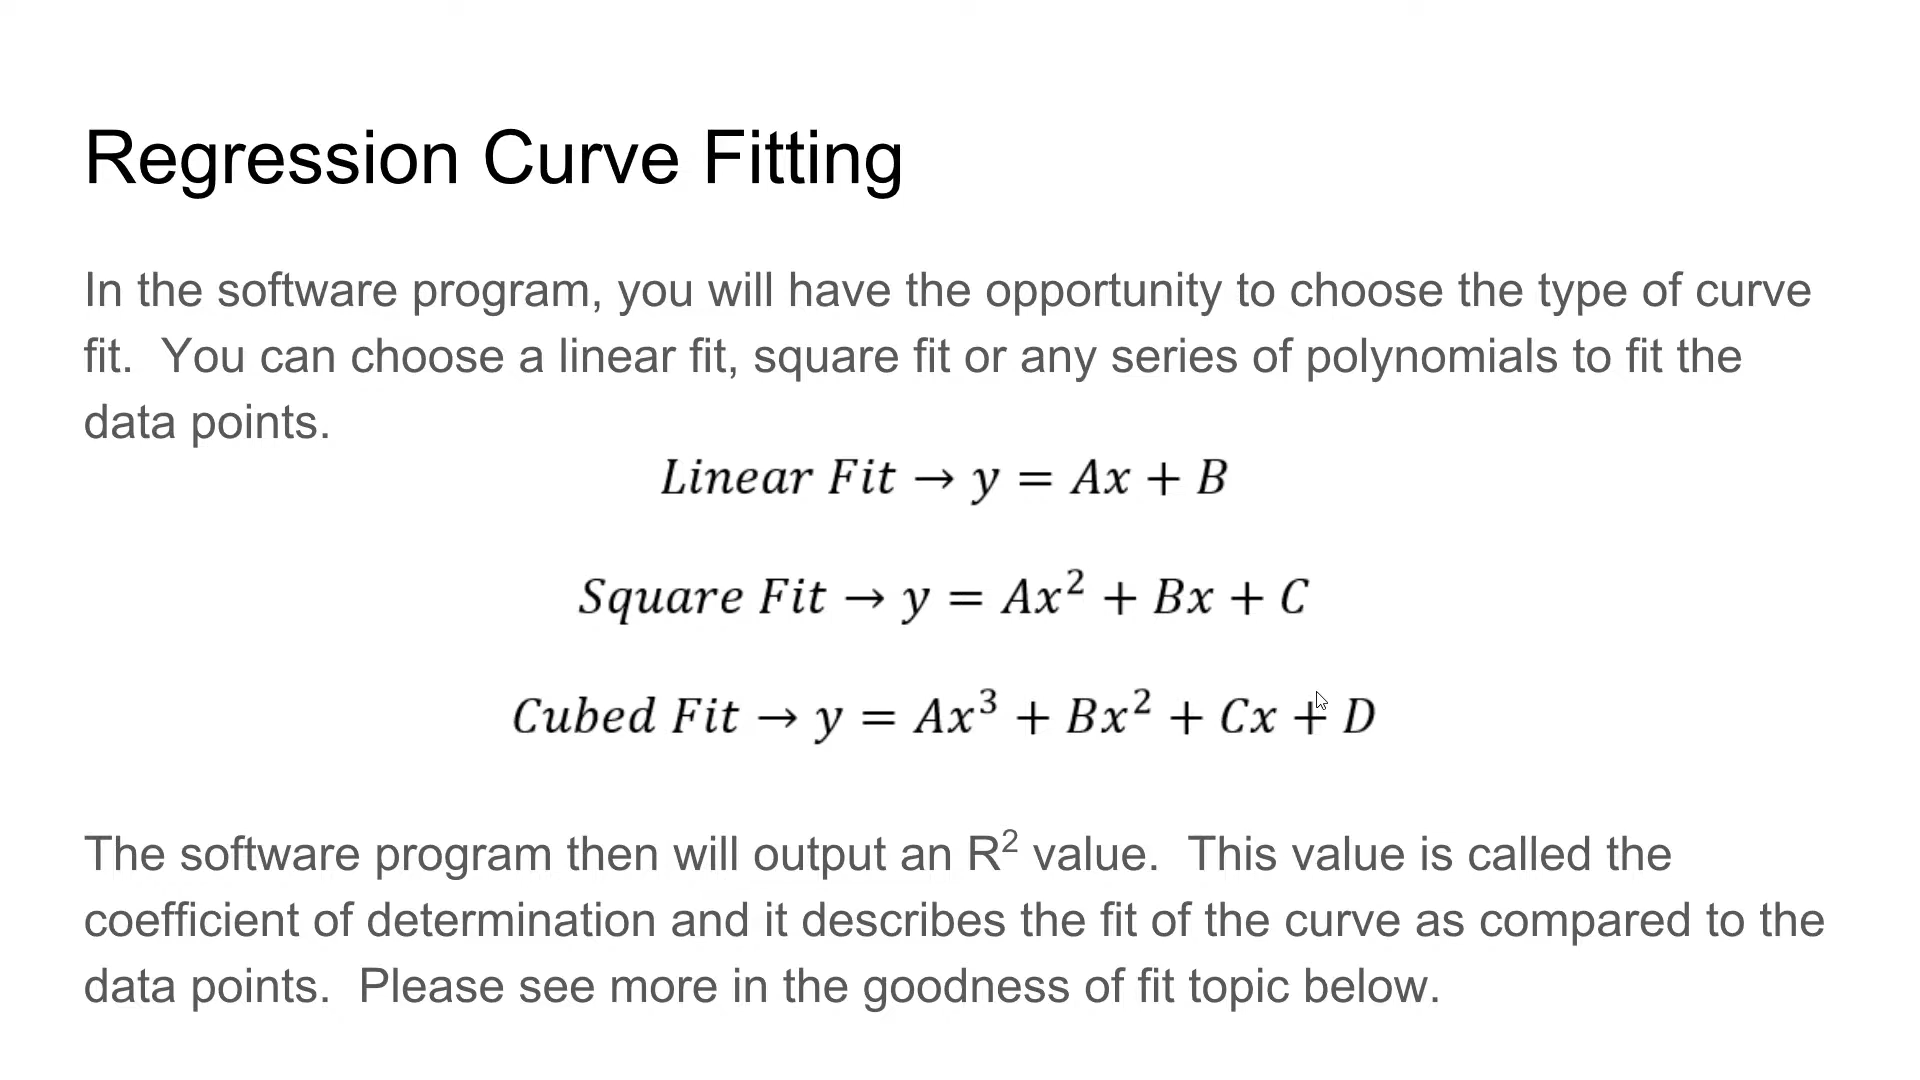 Regression Curve Fitting
In the software program, you will have the opportunity to choose the type of curve
fit.  You can choose a linear fit, square fit or any series of polynomials to fit the
data points.
Linear Fit → y = Ax + B
Square Fit → y = Ax² + Bx + C
Cubed Fit → y = Ax³ + Bx² + Cx + D
The software program then will output an R² value.  This value is called the
coefficient of determination and it describes the fit of the curve as compared to the
data points.  Please see more in the goodness of fit topic below.